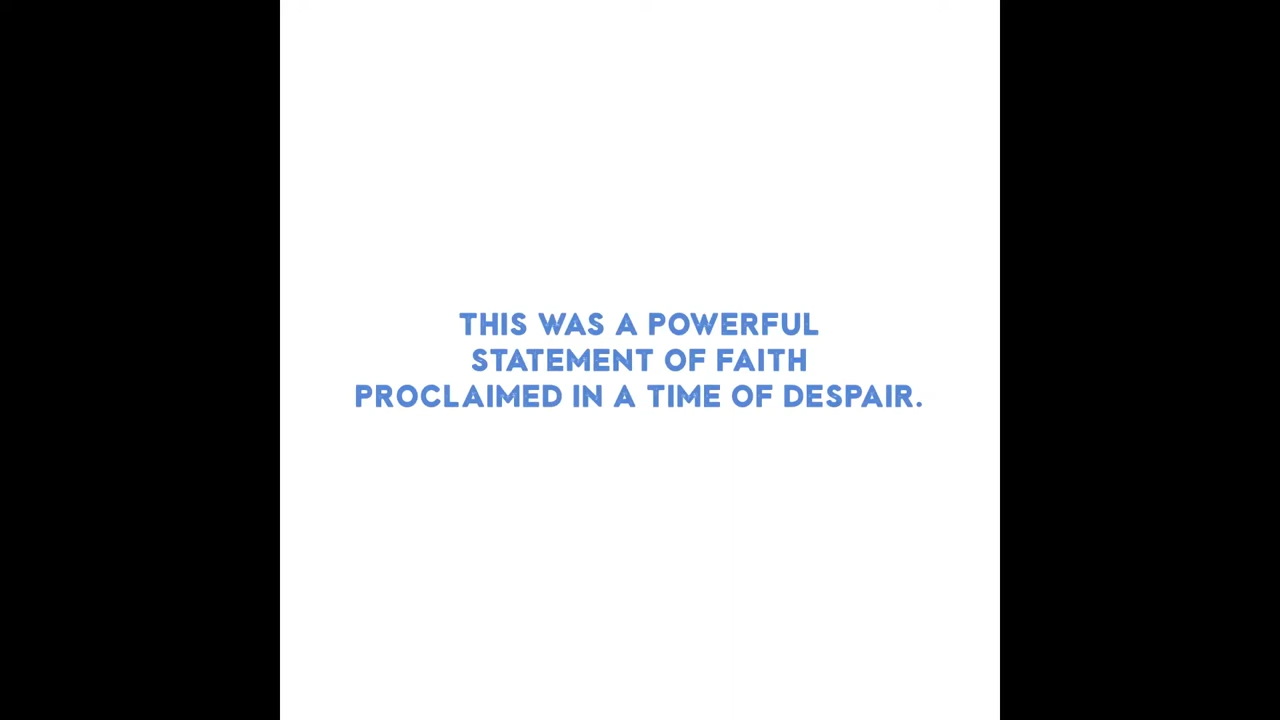 THIS WAS A POWERFUL
STATEMENT OF FAITH
PROCLAIMED IN A TIME OF DESPAIR.